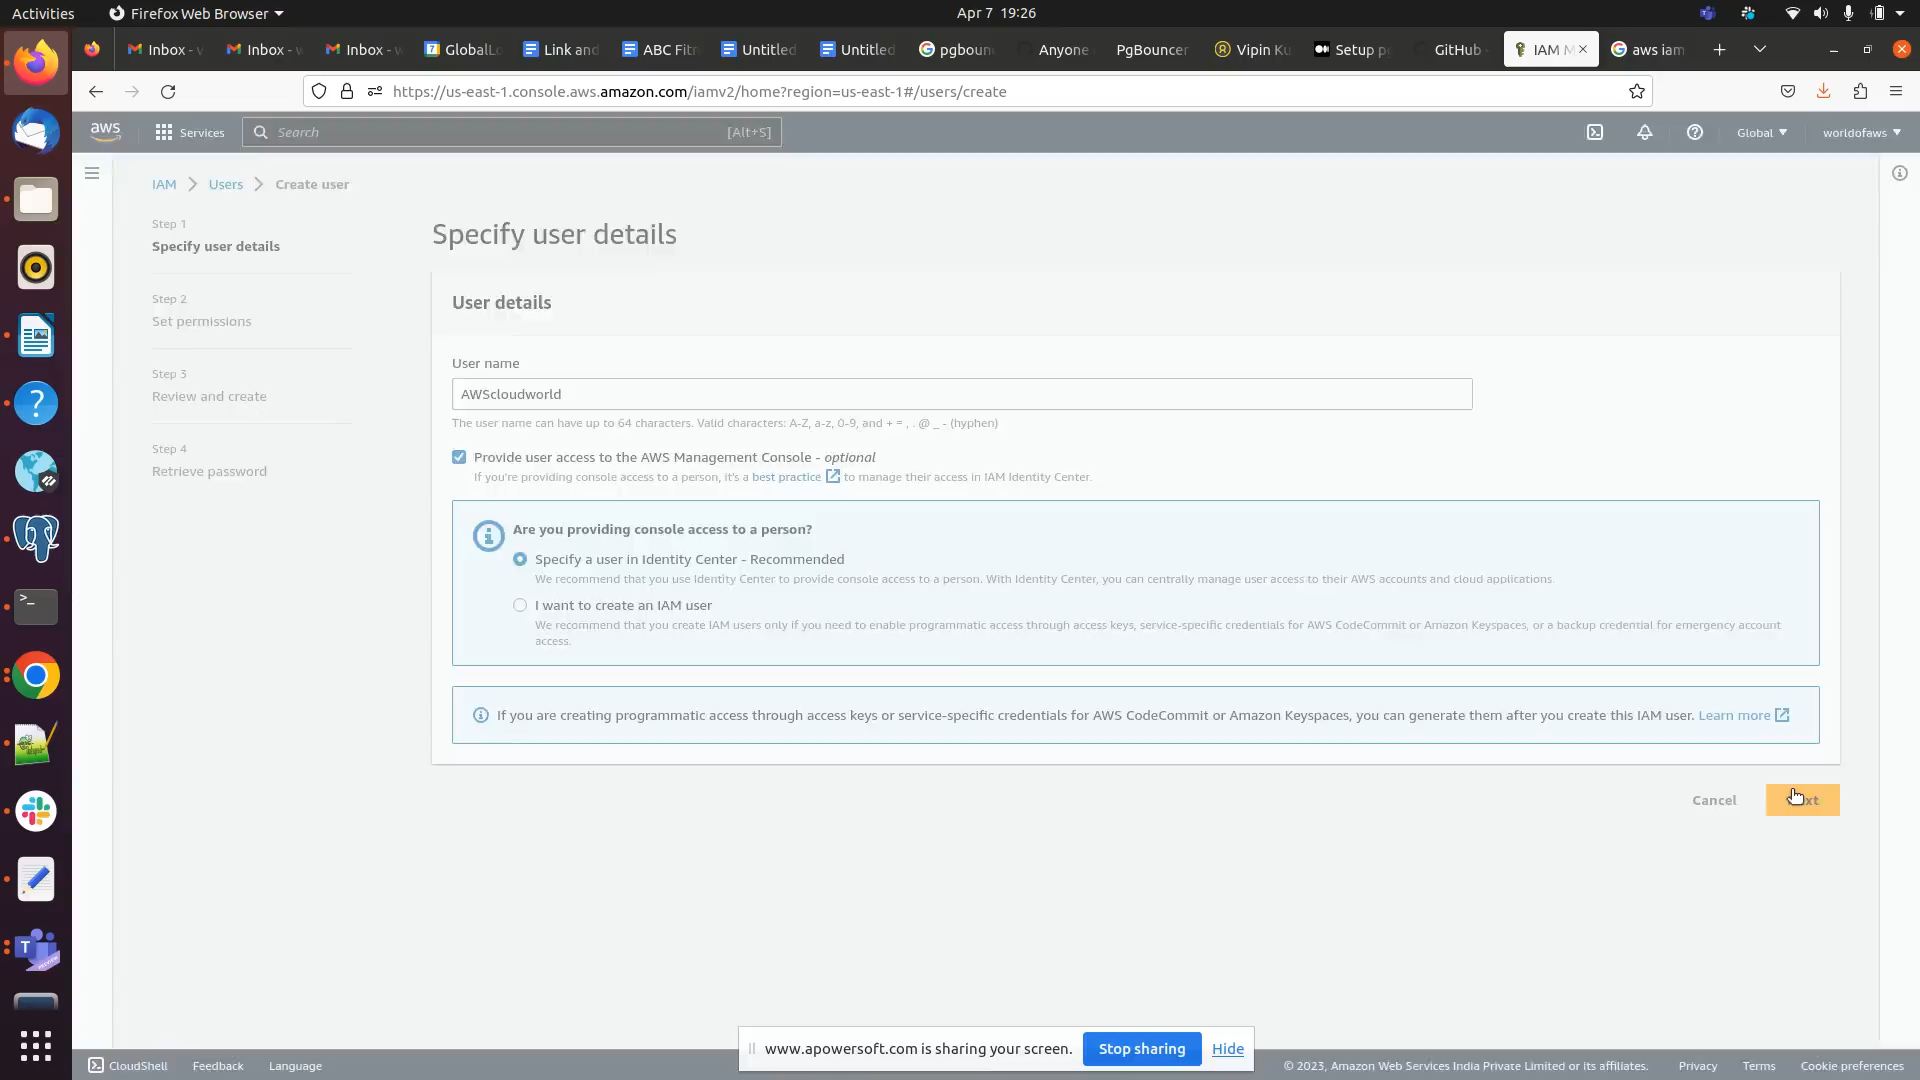 Activities
Firefox Web Browser
Apr 7 19:26
Inbox - v
Inbox - w
Inbox - w
GlobalLo
Link and
ABC Fitn
Untitled
Untitled
pgboun
Anyone
PgBouncer
Vipin Ku
Setup pg
GitHub
IAM M
aws iam
https://us-east-1.console.aws.amazon.com/iamv2/home?region=us-east-1#/users/create
aws
Services
Search
[Alt+S]
Global
worldofaws
IAM
Users
Create user
Step 1
Specify user details
Step 2
Set permissions
Step 3
Review and create
Step 4
Retrieve password
Specify user details
User details
User name
AWScloudworld
The user name can have up to 64 characters. Valid characters: A-Z, a-z, 0-9, and + = , . @ _ - (hyphen)
Provide user access to the AWS Management Console - optional
If you're providing console access to a person, it's a best practice to manage their access in IAM Identity Center.
Are you providing console access to a person?
Specify a user in Identity Center - Recommended
We recommend that you use Identity Center to provide console access to a person. With Identity Center, you can centrally manage user access to their AWS accounts and cloud applications.
I want to create an IAM user
We recommend that you create IAM users only if you need to enable programmatic access through access keys, service-specific credentials for AWS CodeCommit or Amazon Keyspaces, or a backup credential for emergency account
access.
If you are creating programmatic access through access keys or service-specific credentials for AWS CodeCommit or Amazon Keyspaces, you can generate them after you create this IAM user. Learn more
Cancel
www.apowersoft.com is sharing your screen.
Stop sharing
Hide
CloudShell
Feedback
Language
© 2023, Amazon Web Services India Private Limited or its affiliates.
Privacy
Terms
Cookie preferences